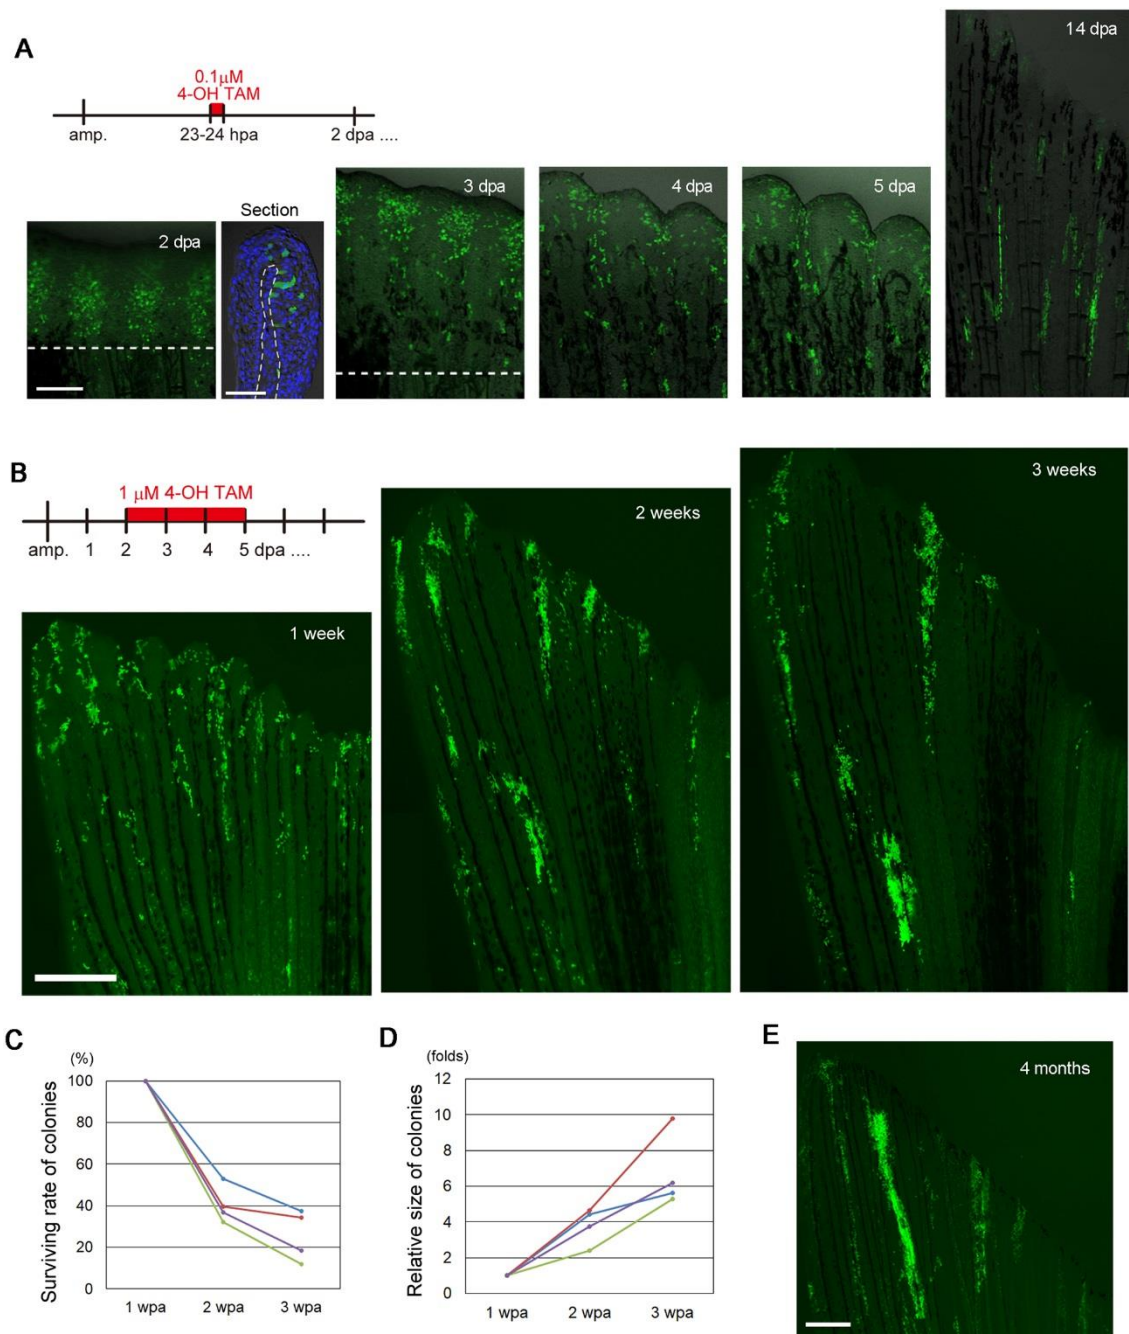 A
0.1μM
4-OH TAM
amp. 23-24 hpa 2 dpa ....
2 dpa
Section
3 dpa
4 dpa
5 dpa
14 dpa
B
1 μM 4-OH TAM
amp. 1 2 3 4 5 dpa ....
1 week
2 weeks
3 weeks
C
(%)
Surviving rate of colonies
100
80
60
40
20
0
1 wpa 2 wpa 3 wpa
D
(folds)
Relative size of colonies
12
10
8
6
4
2
0
1 wpa 2 wpa 3 wpa
E
4 months